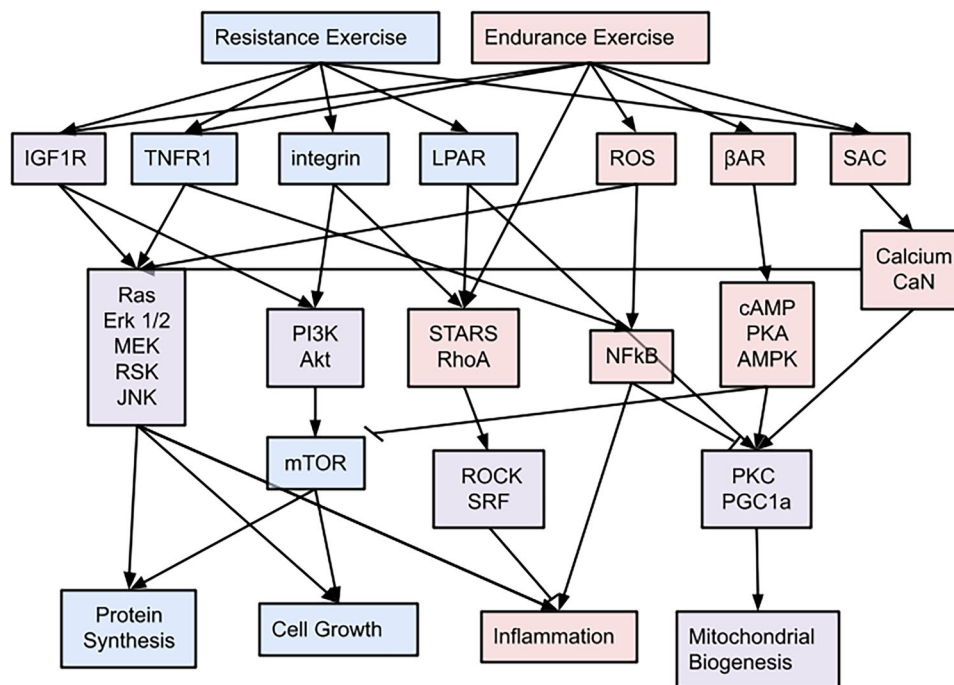 Resistance Exercise
Endurance Exercise
IGF1R
TNFR1
integrin
LPAR
ROS
βAR
SAC
Calcium
CaN
Ras
Erk 1/2
MEK
RSK
JNK
PI3K
Akt
STARS
RhoA
NFkB
cAMP
PKA
AMPK
mTOR
ROCK
SRF
PKC
PGC1a
Protein
Synthesis
Cell Growth
Inflammation
Mitochondrial
Biogenesis